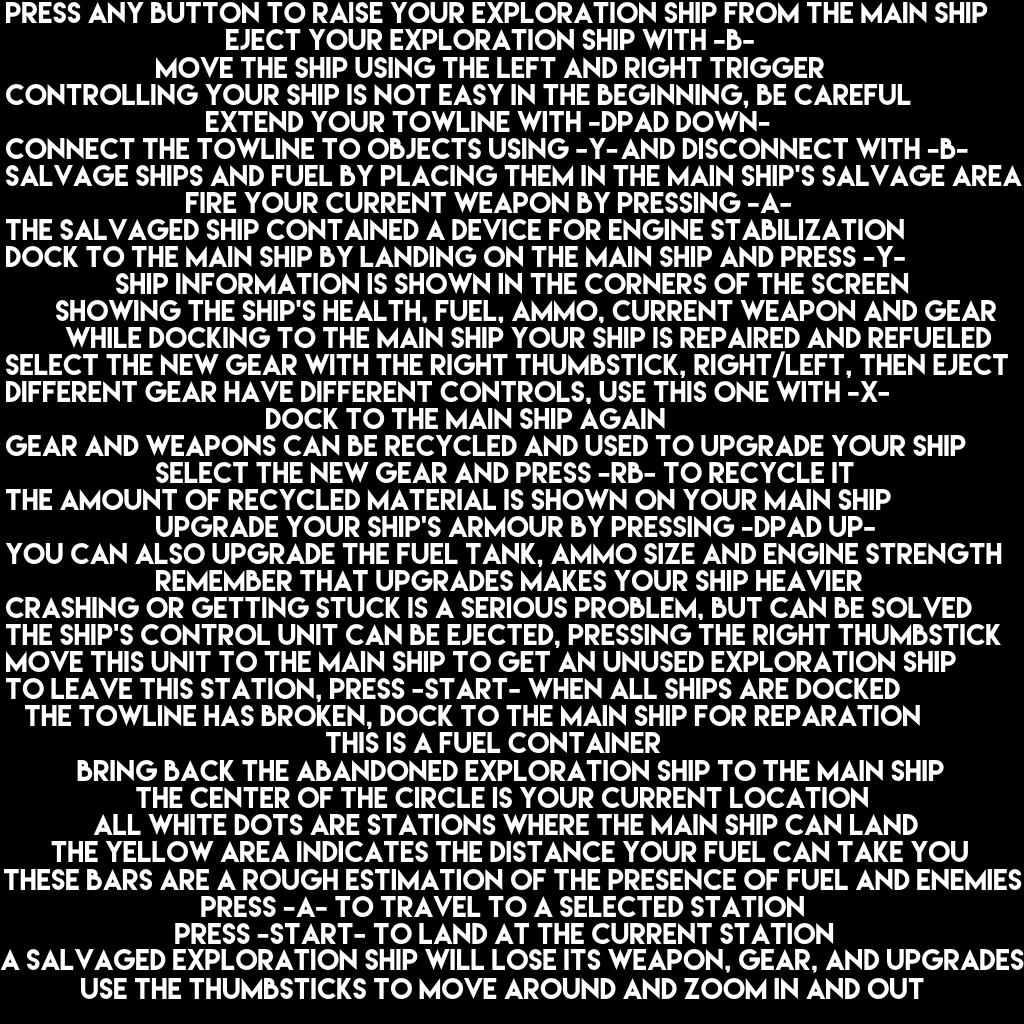 PRESS ANY BUTTON TO RAISE YOUR EXPLORATION SHIP FROM THE MAIN SHIP
EJECT YOUR EXPLORATION SHIP WITH -B-
MOVE THE SHIP USING THE LEFT AND RIGHT TRIGGER
CONTROLLING YOUR SHIP IS NOT EASY IN THE BEGINNING, BE CAREFUL
EXTEND YOUR TOWLINE WITH -DPAD DOWN-
CONNECT THE TOWLINE TO OBJECTS USING -Y- AND DISCONNECT WITH -B-
SALVAGE SHIPS AND FUEL BY PLACING THEM IN THE MAIN SHIP'S SALVAGE AREA
FIRE YOUR CURRENT WEAPON BY PRESSING -A-
THE SALVAGED SHIP CONTAINED A DEVICE FOR ENGINE STABILIZATION
DOCK TO THE MAIN SHIP BY LANDING ON THE MAIN SHIP AND PRESS -Y-
SHIP INFORMATION IS SHOWN IN THE CORNERS OF THE SCREEN
SHOWING THE SHIP'S HEALTH, FUEL, AMMO, CURRENT WEAPON AND GEAR
WHILE DOCKING TO THE MAIN SHIP YOUR SHIP IS REPAIRED AND REFUELED
SELECT THE NEW GEAR WITH THE RIGHT THUMBSTICK, RIGHT/LEFT, THEN EJECT
DIFFERENT GEAR HAVE DIFFERENT CONTROLS, USE THIS ONE WITH -X-
DOCK TO THE MAIN SHIP AGAIN
GEAR AND WEAPONS CAN BE RECYCLED AND USED TO UPGRADE YOUR SHIP
SELECT THE NEW GEAR AND PRESS -RB- TO RECYCLE IT
THE AMOUNT OF RECYCLED MATERIAL IS SHOWN ON YOUR MAIN SHIP
UPGRADE YOUR SHIP'S ARMOUR BY PRESSING -DPAD UP-
YOU CAN ALSO UPGRADE THE FUEL TANK, AMMO SIZE AND ENGINE STRENGTH
REMEMBER THAT UPGRADES MAKES YOUR SHIP HEAVIER
CRASHING OR GETTING STUCK IS A SERIOUS PROBLEM, BUT CAN BE SOLVED
THE SHIP'S CONTROL UNIT CAN BE EJECTED, PRESSING THE RIGHT THUMBSTICK
MOVE THIS UNIT TO THE MAIN SHIP TO GET AN UNUSED EXPLORATION SHIP
TO LEAVE THIS STATION, PRESS -START- WHEN ALL SHIPS ARE DOCKED
THE TOWLINE HAS BROKEN, DOCK TO THE MAIN SHIP FOR REPARATION
THIS IS A FUEL CONTAINER
BRING BACK THE ABANDONED EXPLORATION SHIP TO THE MAIN SHIP
THE CENTER OF THE CIRCLE IS YOUR CURRENT LOCATION
ALL WHITE DOTS ARE STATIONS WHERE THE MAIN SHIP CAN LAND
THE YELLOW AREA INDICATES THE DISTANCE YOUR FUEL CAN TAKE YOU
THESE BARS ARE A ROUGH ESTIMATION OF THE PRESENCE OF FUEL AND ENEMIES
PRESS -A- TO TRAVEL TO A SELECTED STATION
PRESS -START- TO LAND AT THE CURRENT STATION
A SALVAGED EXPLORATION SHIP WILL LOSE ITS WEAPON, GEAR, AND UPGRADES
USE THE THUMBSTICKS TO MOVE AROUND AND ZOOM IN AND OUT